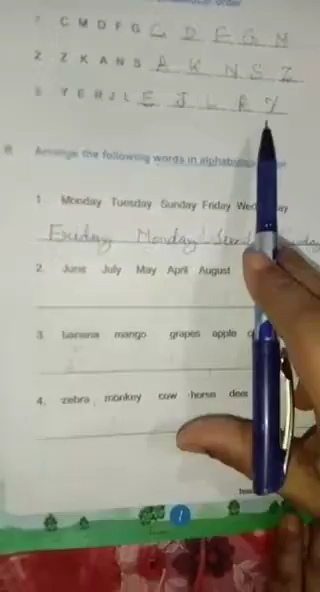 1. C M D F G C D F G M
2. Z K A N S A K N S Z
3. Y E R J L E J L R Y
B. Arrange the following words in
1. Monday Tuesday Sunday Friday
Friday Monday
2. June July May April August
3. banana mango grapes apple
4. zebra, monkey cow horse deer
1